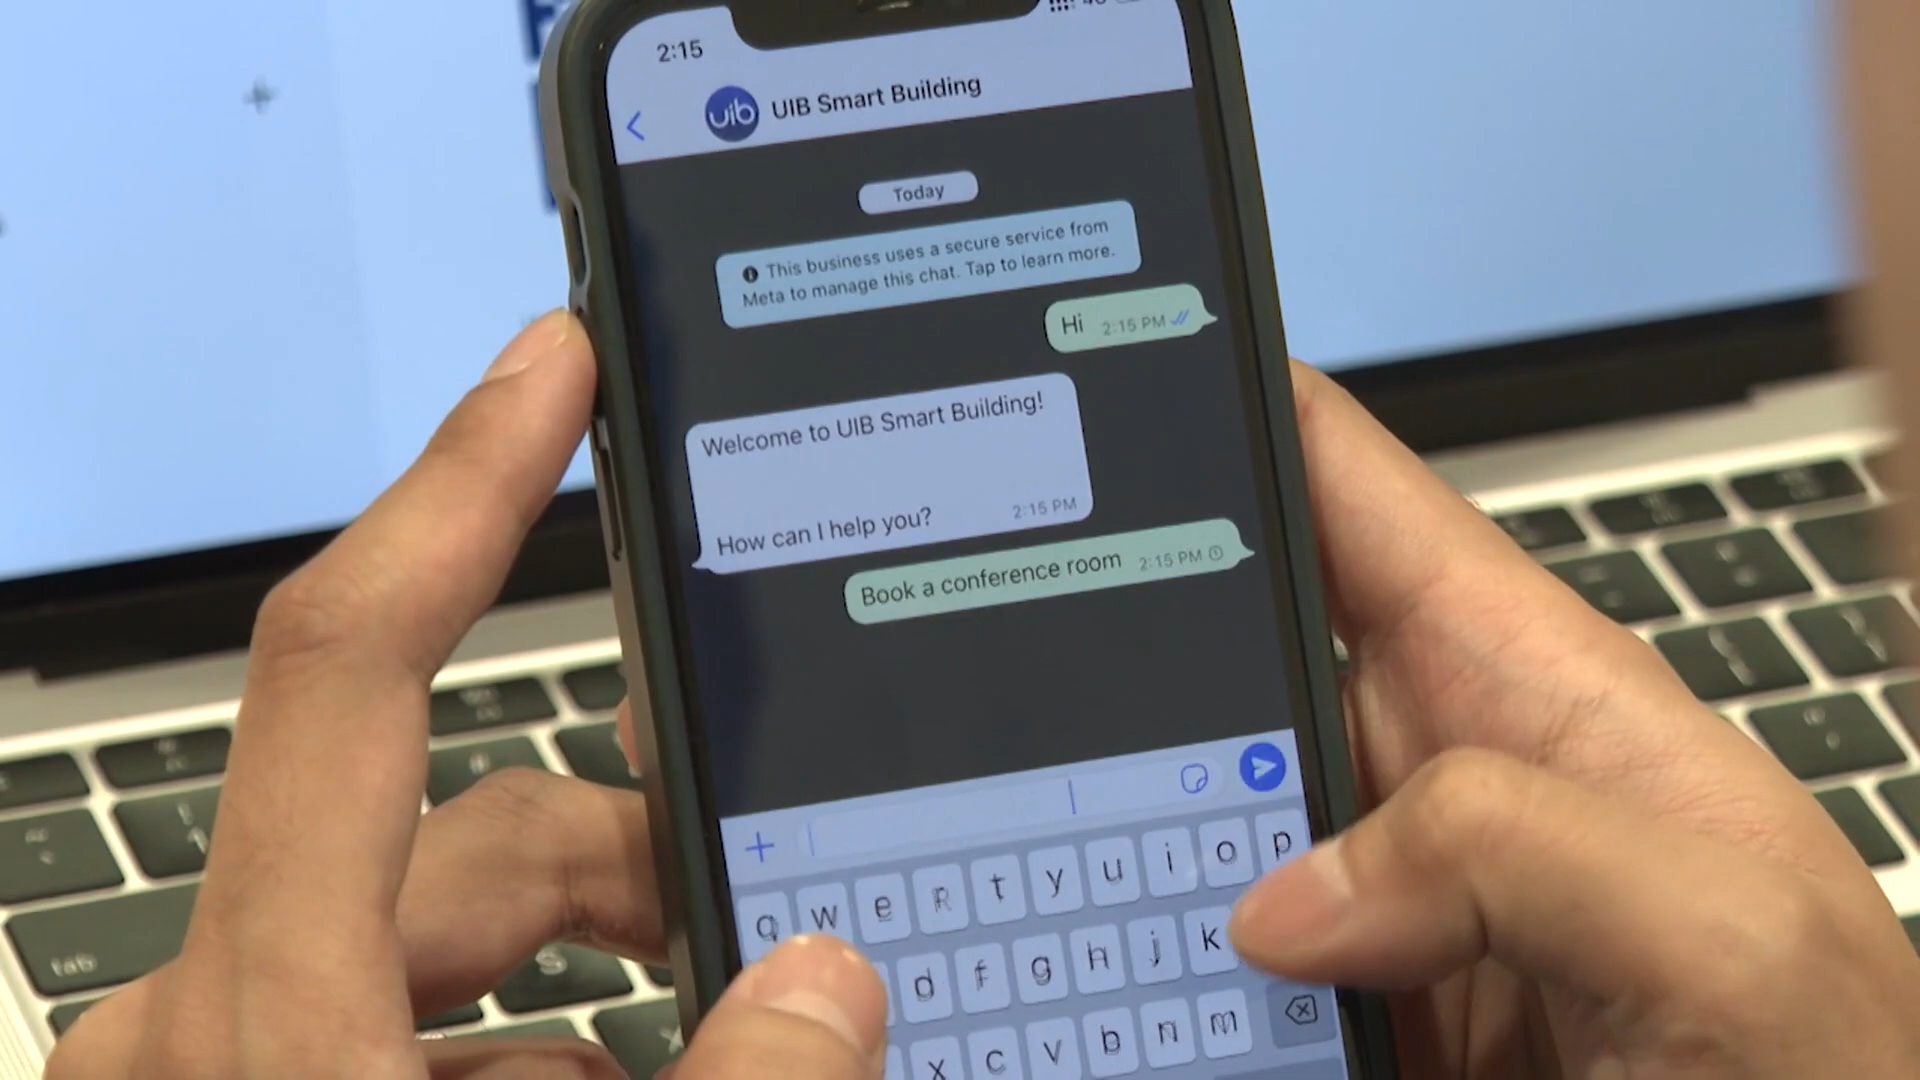 2:15
uib UIB Smart Building
Today
This business uses a secure service from
Meta to manage this chat. Tap to learn more.
Hi 2:15 PM
Welcome to UIB Smart Building!
How can I help you? 2:15 PM
Book a conference room 2:15 PM
q w e r t y u i o p
d f g h j k
x c v b n m
tab
S